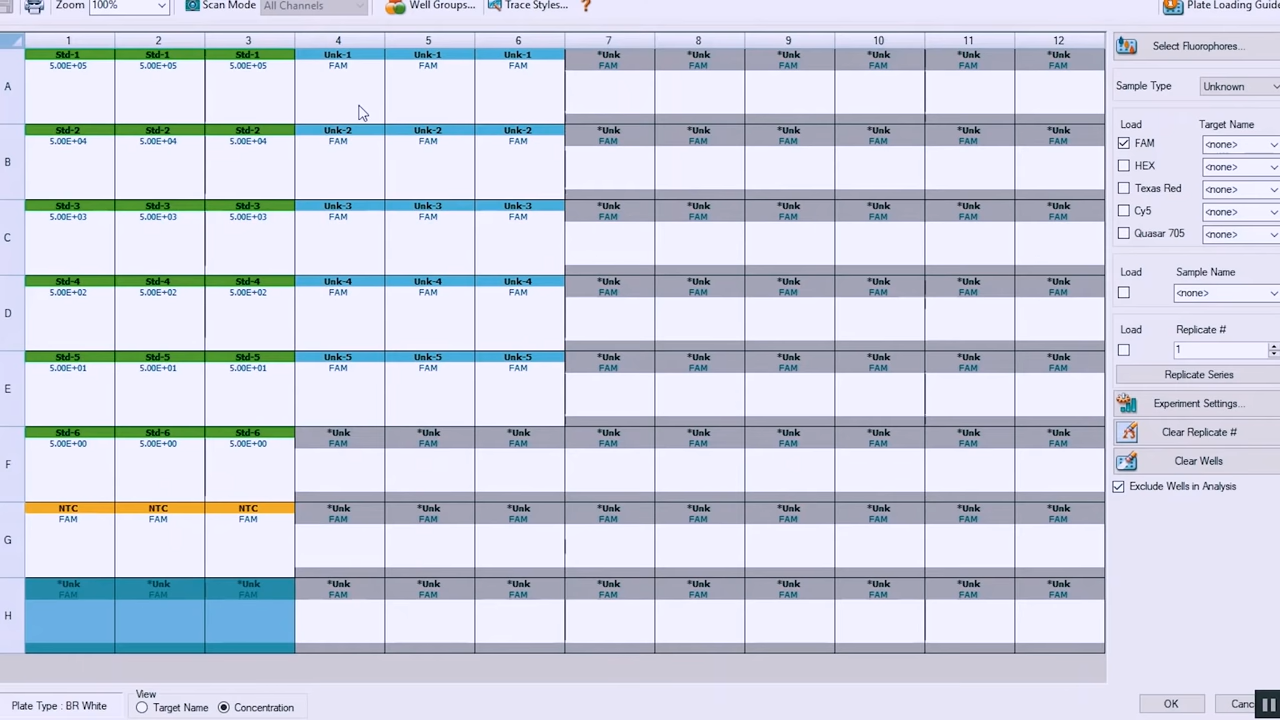 Zoom 100% Scan Mode All Channels Well Groups... Trace Styles... ? Plate Loading Guide
1 2 3 4 5 6 7 8 9 10 11 12
Std-1 Std-1 Std-1 Unk-1 Unk-1 Unk-1 *Unk *Unk *Unk *Unk *Unk *Unk
5.00E+05 5.00E+05 5.00E+05 FAM FAM FAM FAM FAM FAM FAM FAM FAM
A
Std-2 Std-2 Std-2 Unk-2 Unk-2 Unk-2 *Unk *Unk *Unk *Unk *Unk *Unk
5.00E+04 5.00E+04 5.00E+04 FAM FAM FAM FAM FAM FAM FAM FAM FAM
B
Std-3 Std-3 Std-3 Unk-3 Unk-3 Unk-3 *Unk *Unk *Unk *Unk *Unk *Unk
5.00E+03 5.00E+03 5.00E+03 FAM FAM FAM FAM FAM FAM FAM FAM FAM
C
Std-4 Std-4 Std-4 Unk-4 Unk-4 Unk-4 *Unk *Unk *Unk *Unk *Unk *Unk
5.00E+02 5.00E+02 5.00E+02 FAM FAM FAM FAM FAM FAM FAM FAM FAM
D
Std-5 Std-5 Std-5 Unk-5 Unk-5 Unk-5 *Unk *Unk *Unk *Unk *Unk *Unk
5.00E+01 5.00E+01 5.00E+01 FAM FAM FAM FAM FAM FAM FAM FAM FAM
E
Std-6 Std-6 Std-6 *Unk *Unk *Unk *Unk *Unk *Unk *Unk *Unk *Unk
5.00E+00 5.00E+00 5.00E+00 FAM FAM FAM FAM FAM FAM FAM FAM FAM
F
NTC NTC NTC *Unk *Unk *Unk *Unk *Unk *Unk *Unk *Unk *Unk
FAM FAM FAM FAM FAM FAM FAM FAM FAM FAM FAM FAM
G
*Unk *Unk *Unk *Unk *Unk *Unk *Unk *Unk *Unk *Unk *Unk *Unk
FAM FAM FAM FAM FAM FAM FAM FAM FAM FAM FAM FAM
H
Select Fluorophores...
Sample Type Unknown
Load Target Name
FAM <none>
HEX <none>
Texas Red <none>
Cy5 <none>
Quasar 705 <none>
Load Sample Name
<none>
Load Replicate #
1
Replicate Series
Experiment Settings...
Clear Replicate #
Clear Wells
Exclude Wells in Analysis
Plate Type : BR White
View
Target Name Concentration
OK Canc